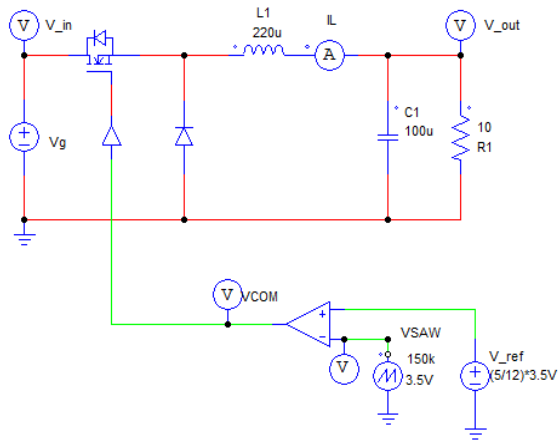 V
V_in
L1
220u
IL
A
V
V_out
Vg
C1
100u
10
R1
V
VCOM
VSAW
V
150k
3.5V
V_ref
(5/12)*3.5V